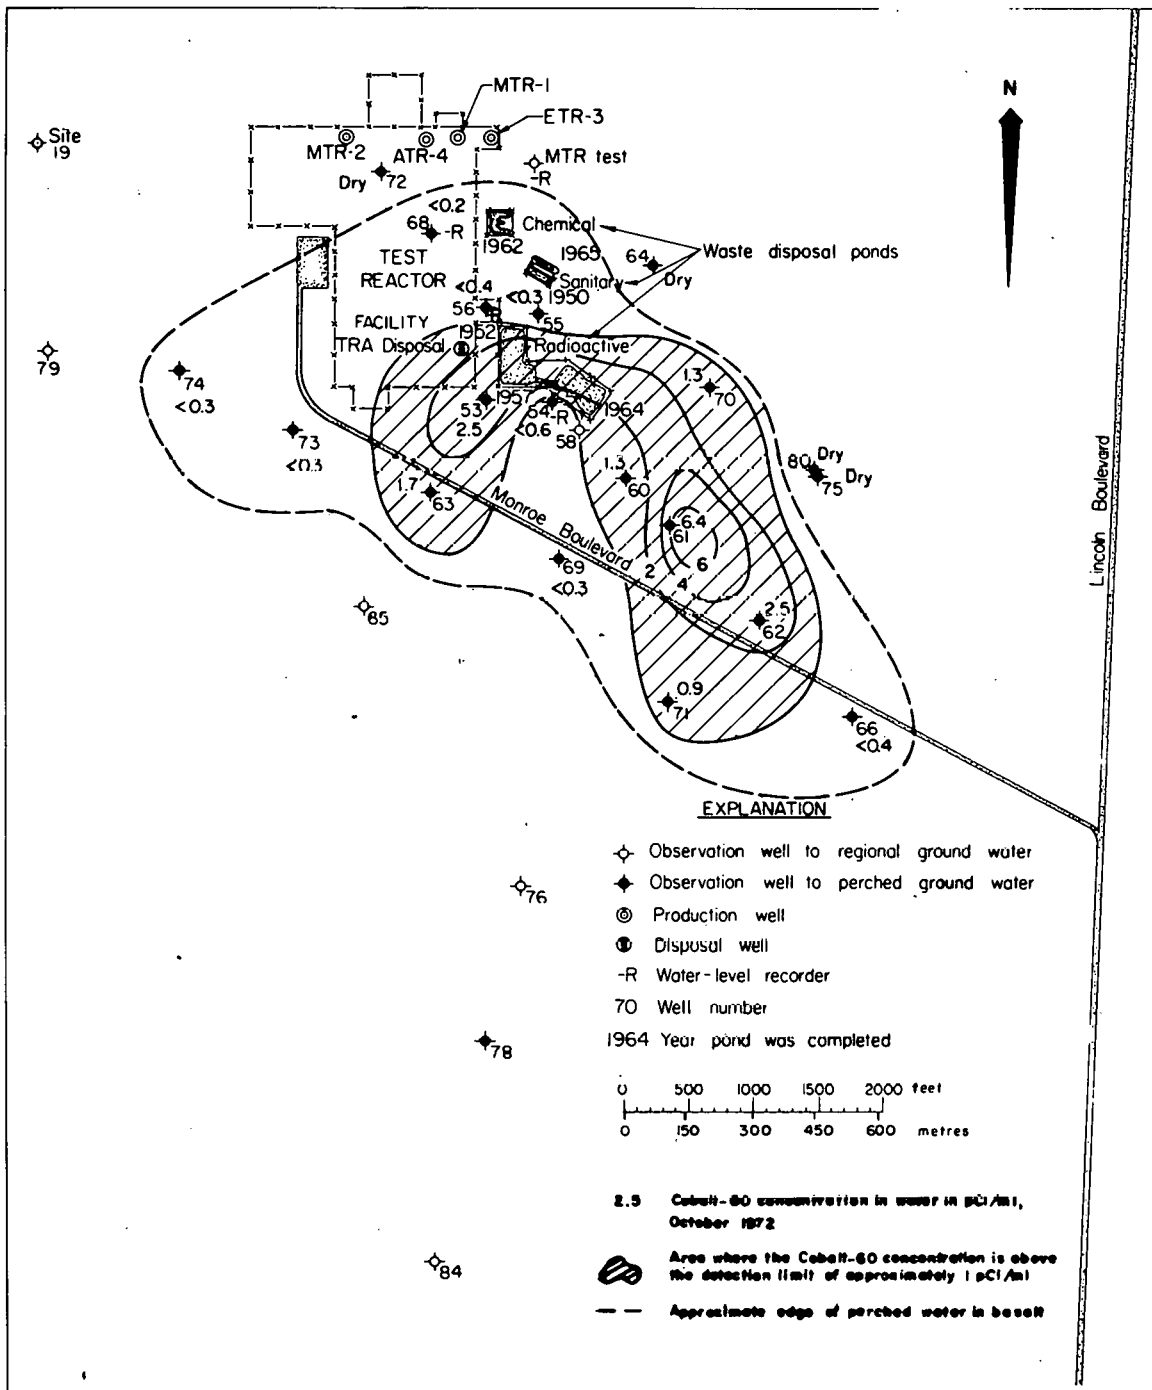 N
MTR-1
ETR-3
Site
19
MTR-2
ATR-4
MTR test
-R
Dry
72
<0.2
68
-R
Chemical
1962
1965
Waste disposal ponds
64
Dry
TEST
REACTOR
Sanitary
<0.4
<0.3
1950
56
55
FACILITY
1952
TRA Disposal
Radioactive
79
74
<0.3
1.3
70
53
1957
54
-R
1964
2.5
<0.6
58
73
<0.3
Dry
80
Dry
75
1.3
60
1.7
63
Monroe Boulevard
6.4
61
Lincoln Boulevard
69
<0.3
2
4
6
85
2.5
62
0.9
71
66
<0.4
EXPLANATION
Observation well to regional ground water
Observation well to perched ground water
76
Production well
Disposal well
-R Water-level recorder
70 Well number
1964 Year pond was completed
78
0 500 1000 1500 2000 feet
0 150 300 450 600 metres
2.5 Cobalt-60 concentration in water in pCi/ml,
October 1972
Area where the Cobalt-60 concentration is above
the detection limit of approximately 1 pCi/ml
84
Approximate edge of perched water in basalt